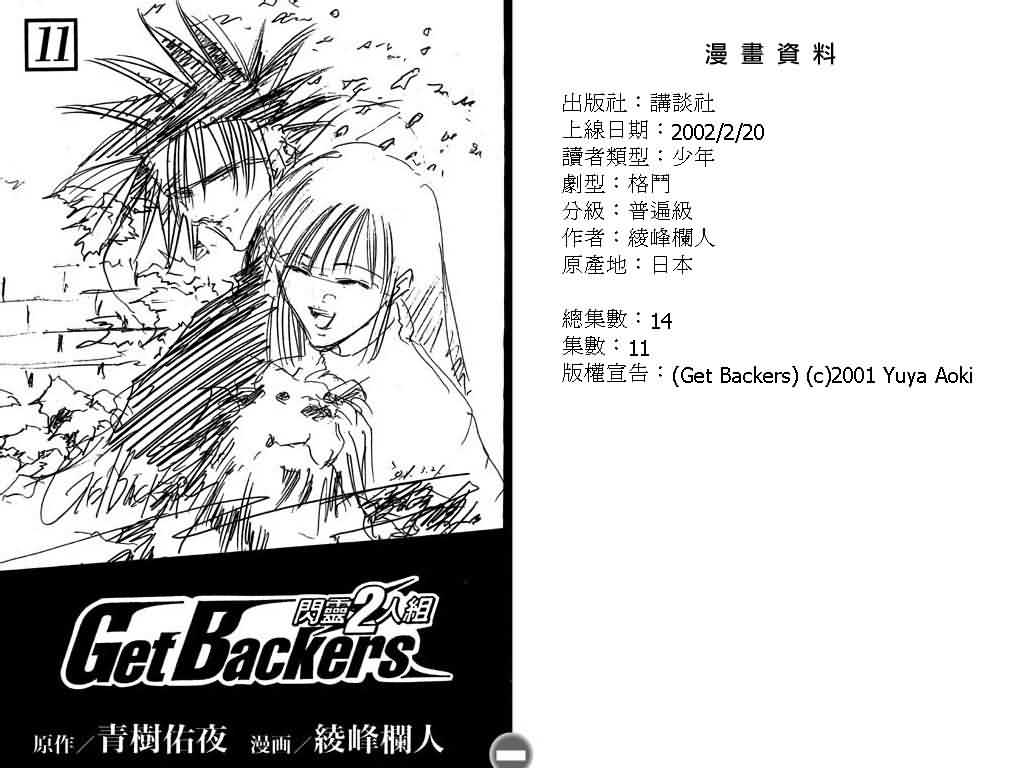 11
GetBackers
閃靈2人組
原作／青樹佑夜 漫画／綾峰欄人
漫畫資料
出版社：講談社
上線日期：2002/2/20
讀者類型：少年
劇型：格鬥
分級：普遍級
作者：綾峰欄人
原產地：日本
總集數：14
集數：11
版權宣告：(Get Backers) (c)2001 Yuya Aoki